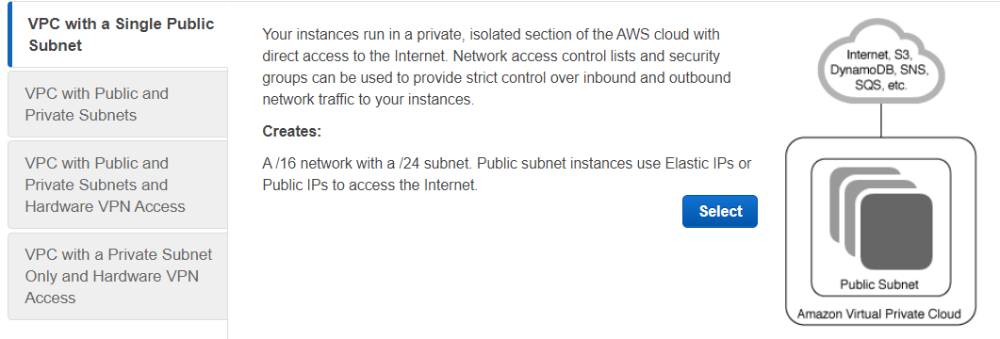 VPC with a Single Public
Subnet
VPC with Public and
Private Subnets
VPC with Public and
Private Subnets and
Hardware VPN Access
VPC with a Private Subnet
Only and Hardware VPN
Access
Your instances run in a private, isolated section of the AWS cloud with
direct access to the Internet. Network access control lists and security
groups can be used to provide strict control over inbound and outbound
network traffic to your instances.
Creates:
A /16 network with a /24 subnet. Public subnet instances use Elastic IPs or
Public IPs to access the Internet.
Select
Internet, S3,
DynamoDB, SNS,
SQS, etc.
Public Subnet
Amazon Virtual Private Cloud